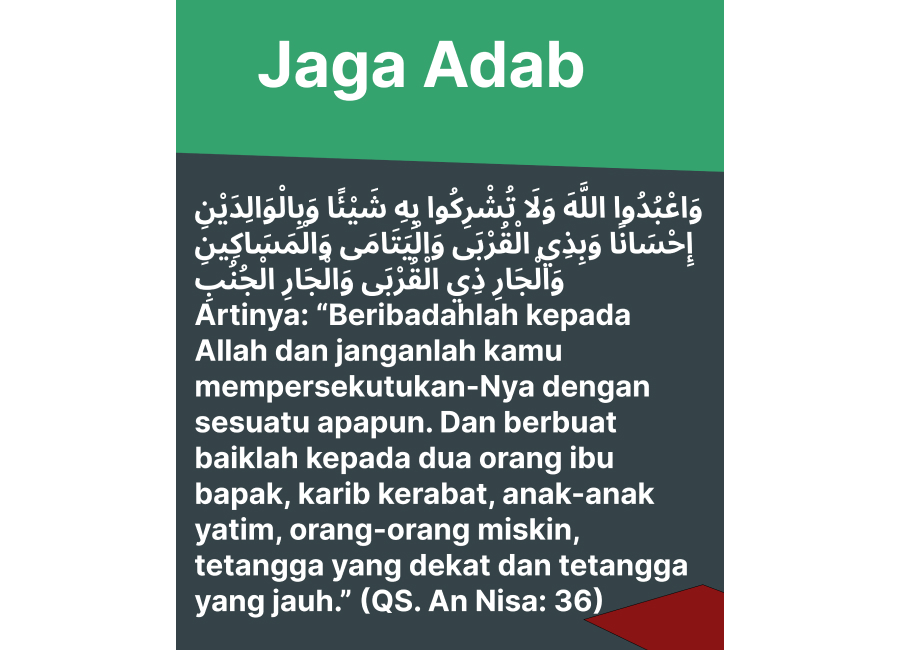 Jaga Adab
وَاعْبُدُوا اللَّهَ وَلَا تُشْرِكُوا بِهِ شَيْئًا وَبِالْوَالِدَيْنِ
إِحْسَانًا وَبِذِي الْقُرْبَى وَالْيَتَامَى وَالْمَسَاكِينِ
وَالْجَارِ ذِي الْقُرْبَى وَالْجَارِ الْجُنُبِ
Artinya: “Beribadahlah kepada
Allah dan janganlah kamu
mempersekutukan-Nya dengan
sesuatu apapun. Dan berbuat
baiklah kepada dua orang ibu
bapak, karib kerabat, anak-anak
yatim, orang-orang miskin,
tetangga yang dekat dan tetangga
yang jauh.” (QS. An Nisa: 36)